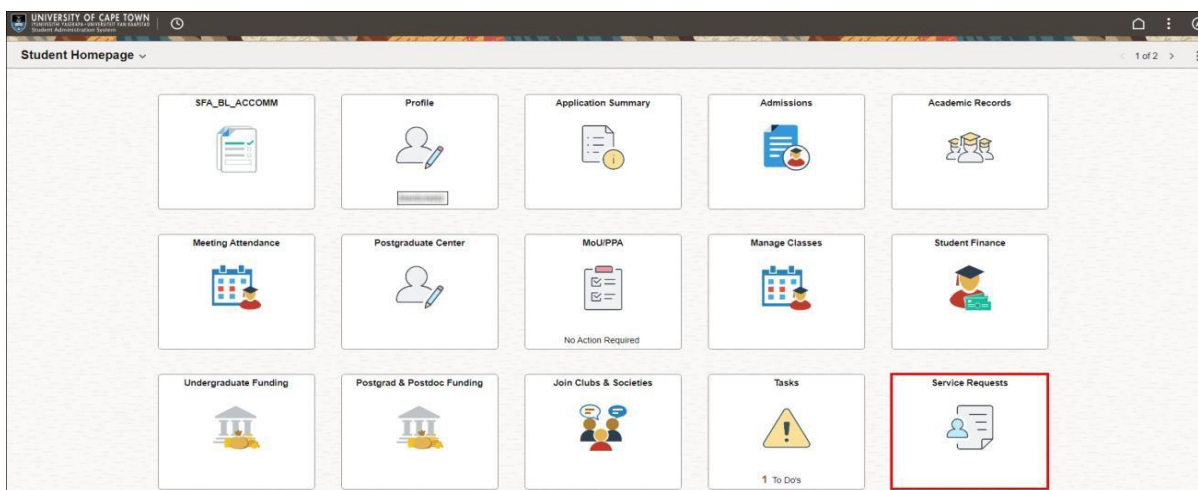 UNIVERSITY OF CAPE TOWN
Student Administration System
Student Homepage
1 of 2
SFA_BL_ACCOMM
Profile
Application Summary
Admissions
Academic Records
Meeting Attendance
Postgraduate Center
MoU/PPA
Manage Classes
Student Finance
No Action Required
Undergraduate Funding
Postgrad & Postdoc Funding
Join Clubs & Societies
Tasks
Service Requests
1 To Do's